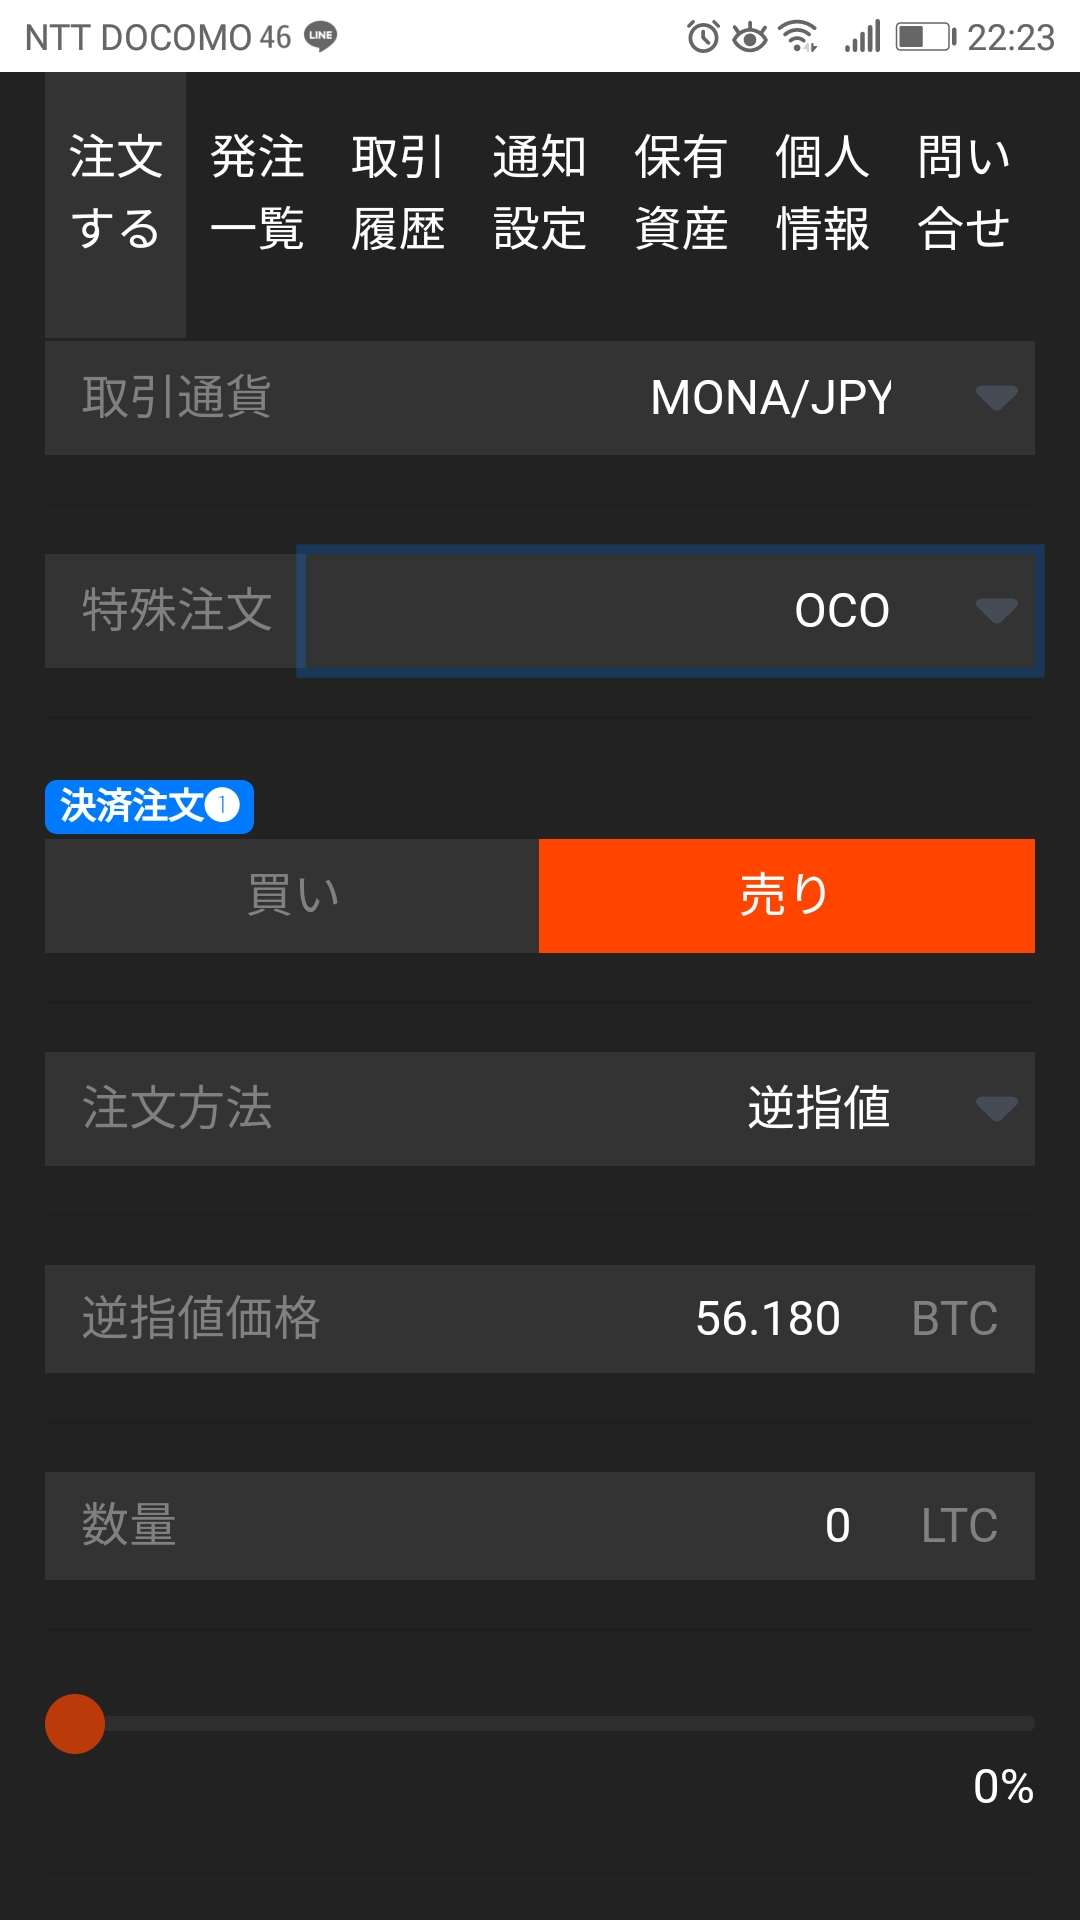 NTT DOCOMO 46 LINE 22:23
注文する 発注一覧 取引履歴 通知設定 保有資産 個人情報 問い合せ
取引通貨 MONA/JPY
特殊注文 OCO
決済注文❶
買い 売り
注文方法 逆指値
逆指値価格 56.180 BTC
数量 0 LTC
0%